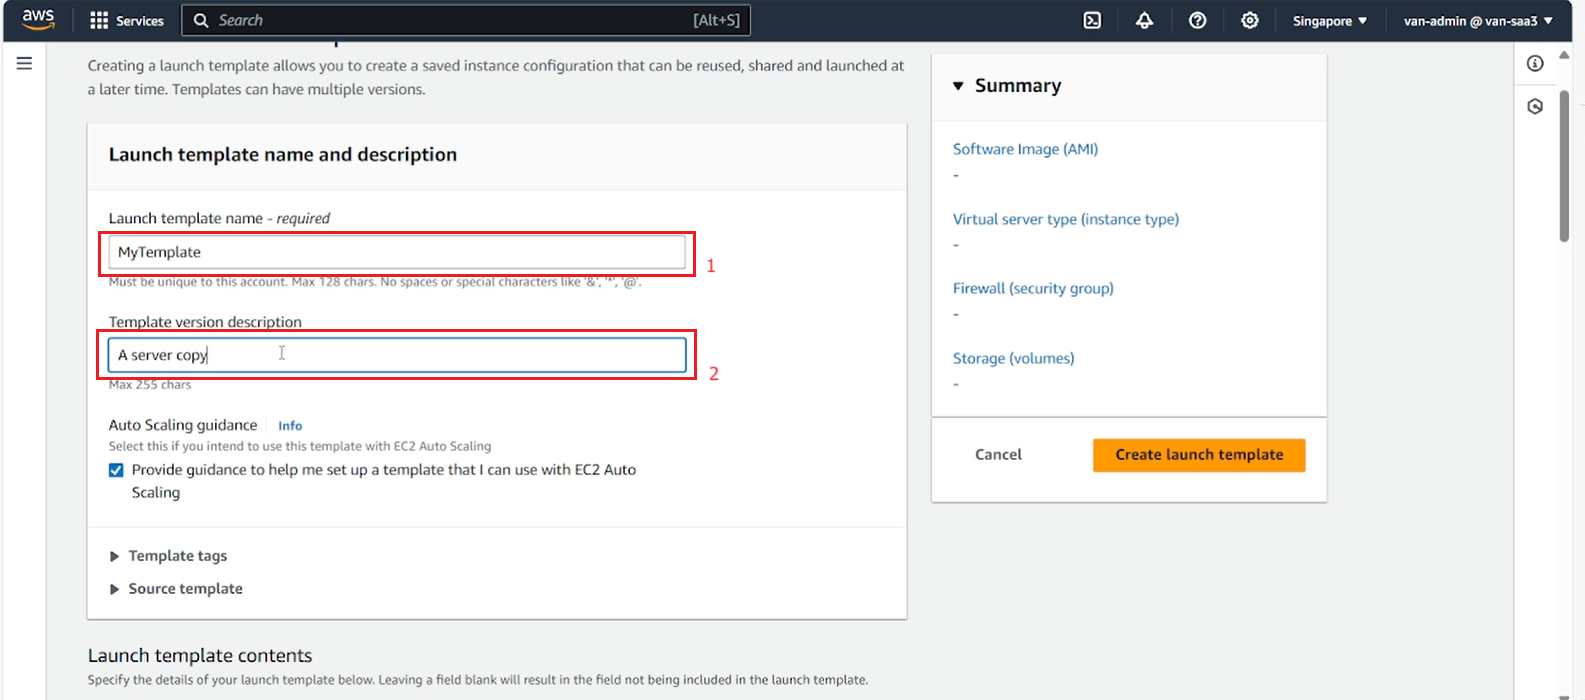 aws
Services
Search
[Alt+S]
Singapore
van-admin @ van-saa3
Creating a launch template allows you to create a saved instance configuration that can be reused, shared and launched at
a later time. Templates can have multiple versions.
Launch template name and description
Launch template name - required
MyTemplate
1
Must be unique to this account. Max 128 chars. No spaces or special characters like '&', '*', '@'.
Template version description
A server copy
2
Max 255 chars
Auto Scaling guidance
Info
Select this if you intend to use this template with EC2 Auto Scaling
Provide guidance to help me set up a template that I can use with EC2 Auto
Scaling
Template tags
Source template
Launch template contents
Specify the details of your launch template below. Leaving a field blank will result in the field not being included in the launch template.
Summary
Software Image (AMI)
-
Virtual server type (instance type)
-
Firewall (security group)
-
Storage (volumes)
-
Cancel
Create launch template